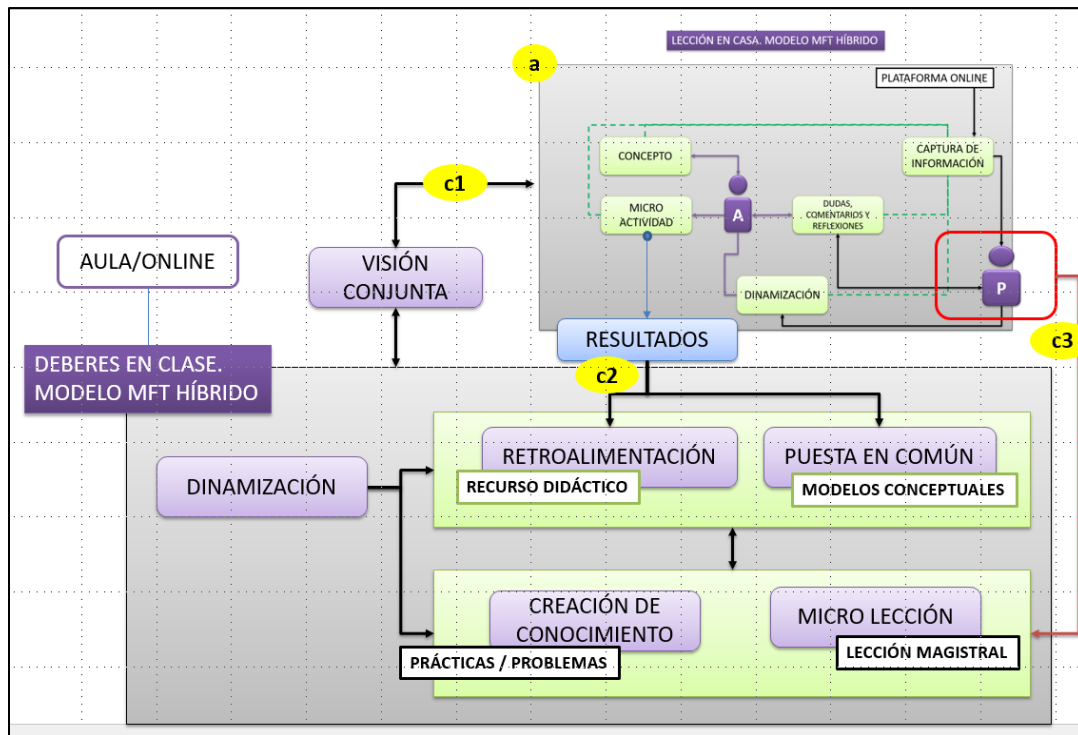 LECCIÓN EN CASA. MODELO MFT HÍBRIDO
a
PLATAFORMA ONLINE
CONCEPTO
CAPTURA DE
INFORMACIÓN
c1
MICRO
ACTIVIDAD
A
DUDAS,
COMENTARIOS Y
REFLEXIONES
AULA/ONLINE
VISIÓN
CONJUNTA
DINAMIZACIÓN
P
RESULTADOS
c3
DEBERES EN CLASE.
MODELO MFT HÍBRIDO
c2
RETROALIMENTACIÓN
RECURSO DIDÁCTICO
PUESTA EN COMÚN
MODELOS CONCEPTUALES
DINAMIZACIÓN
CREACIÓN DE
CONOCIMIENTO
PRÁCTICAS / PROBLEMAS
MICRO LECCIÓN
LECCIÓN MAGISTRAL